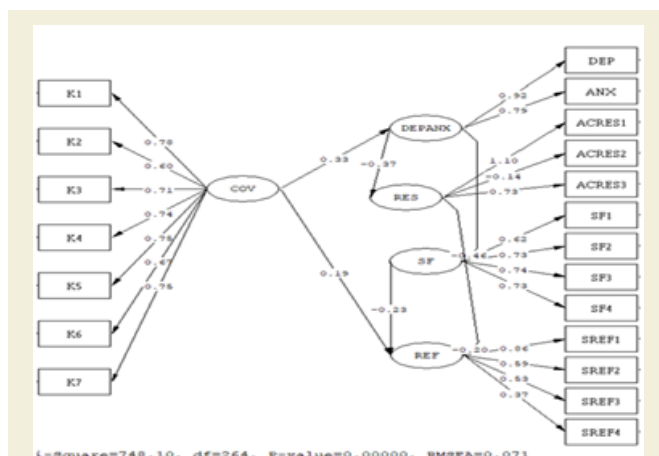 DEP
K1
0.92
ANX
0.79
DEPANX
ACRES1
0.78
K2
0.60
0.33
-0.37
1.10
ACRES2
-0.14
K3
0.71
COV
RES
0.73
ACRES3
0.74
SF1
K4
0.62
SF2
SF
-0.46
0.73
0.19
0.74
SF3
K5
0.67
0.73
SF4
0.75
-0.23
K6
REF
-0.20
0.86
SREF1
0.59
SREF2
K7
0.53
SREF3
0.37
SREF4
i-Square=748.10, df=264, P-value=0.00000, RMSEA=0.071